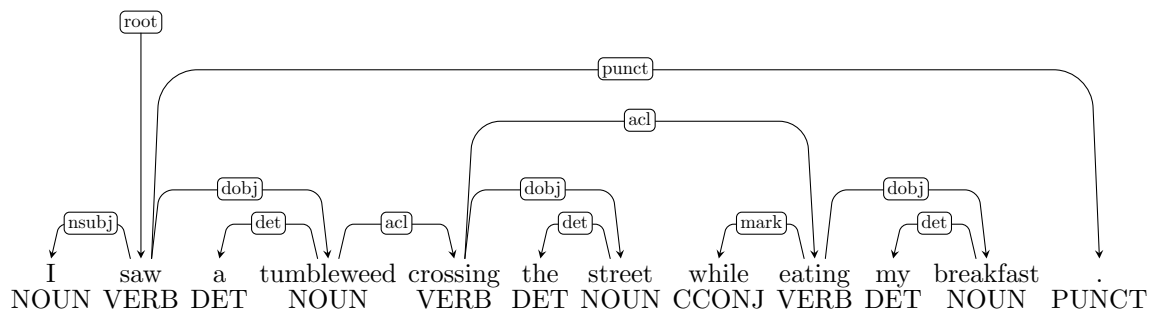 root
punct
acl
dobj dobj dobj
nsubj det acl det mark det
I saw a tumbleweed crossing the street while eating my breakfast .
NOUN VERB DET NOUN VERB DET NOUN CCONJ VERB DET NOUN PUNCT